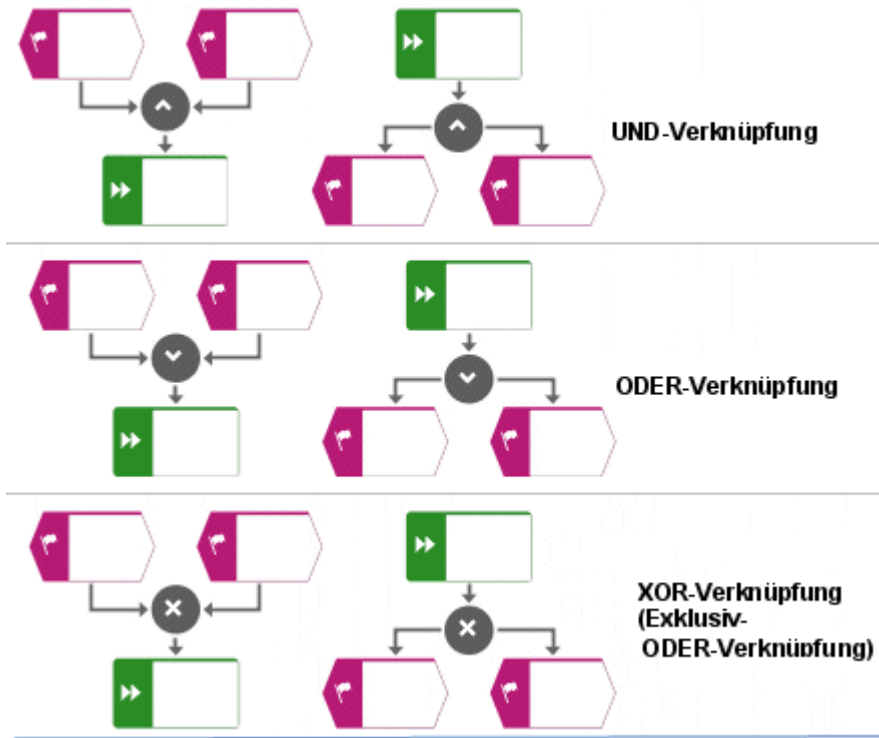 UND-Verknüpfung
ODER-Verknüpfung
XOR-Verknüpfung
(Exklusiv-
ODER-Verknüpfung)